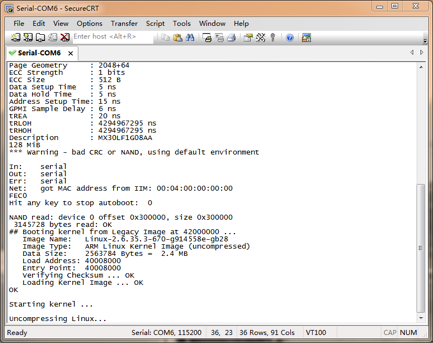 Serial-COM6 - SecureCRT
File Edit View Options Transfer Script Tools Window Help
Enter host <Alt+R>
Serial-COM6
Page Geometry : 2048+64
ECC Strength : 1 bits
ECC Size : 512 B
Data Setup Time : 5 ns
Data Hold Time : 5 ns
Address Setup Time: 15 ns
GPMI Sample Delay : 6 ns
tREA : 20 ns
tRLOH : 4294967295 ns
tRHOH : 4294967295 ns
Description : MX30LF1G08AA
128 MiB
*** Warning - bad CRC or NAND, using default environment
In: serial
Out: serial
Err: serial
Net: got MAC address from IIM: 00:04:00:00:00:00
FEC0
Hit any key to stop autoboot: 0
NAND read: device 0 offset 0x300000, size 0x300000
3145728 bytes read: OK
## Booting kernel from Legacy Image at 42000000 ...
Image Name: Linux-2.6.35.3-670-g914558e-gb28
Image Type: ARM Linux Kernel Image (uncompressed)
Data Size: 2563784 Bytes = 2.4 MB
Load Address: 40008000
Entry Point: 40008000
Verifying Checksum ... OK
Loading Kernel Image ... OK
OK
Starting kernel ...
Uncompressing Linux...
Ready
Serial: COM6, 115200 36, 23 36 Rows, 91 Cols VT100 CAP NUM